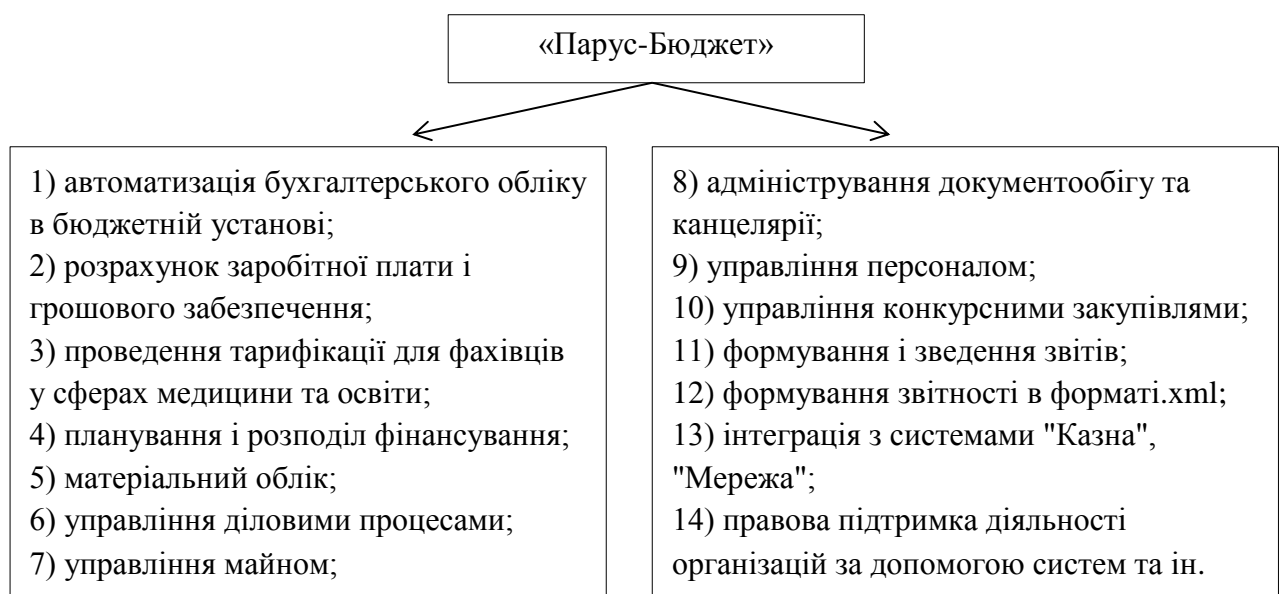 «Парус-Бюджет»
1) автоматизація бухгалтерського обліку
в бюджетній установі;
2) розрахунок заробітної плати і
грошового забезпечення;
3) проведення тарифікації для фахівців
у сферах медицини та освіти;
4) планування і розподіл фінансування;
5) матеріальний облік;
6) управління діловими процесами;
7) управління майном;
8) адміністрування документообігу та
канцелярії;
9) управління персоналом;
10) управління конкурсними закупівлями;
11) формування і зведення звітів;
12) формування звітності в форматі.xml;
13) інтеграція з системами "Казна",
"Мережа";
14) правова підтримка діяльності
організацій за допомогою систем та ін.